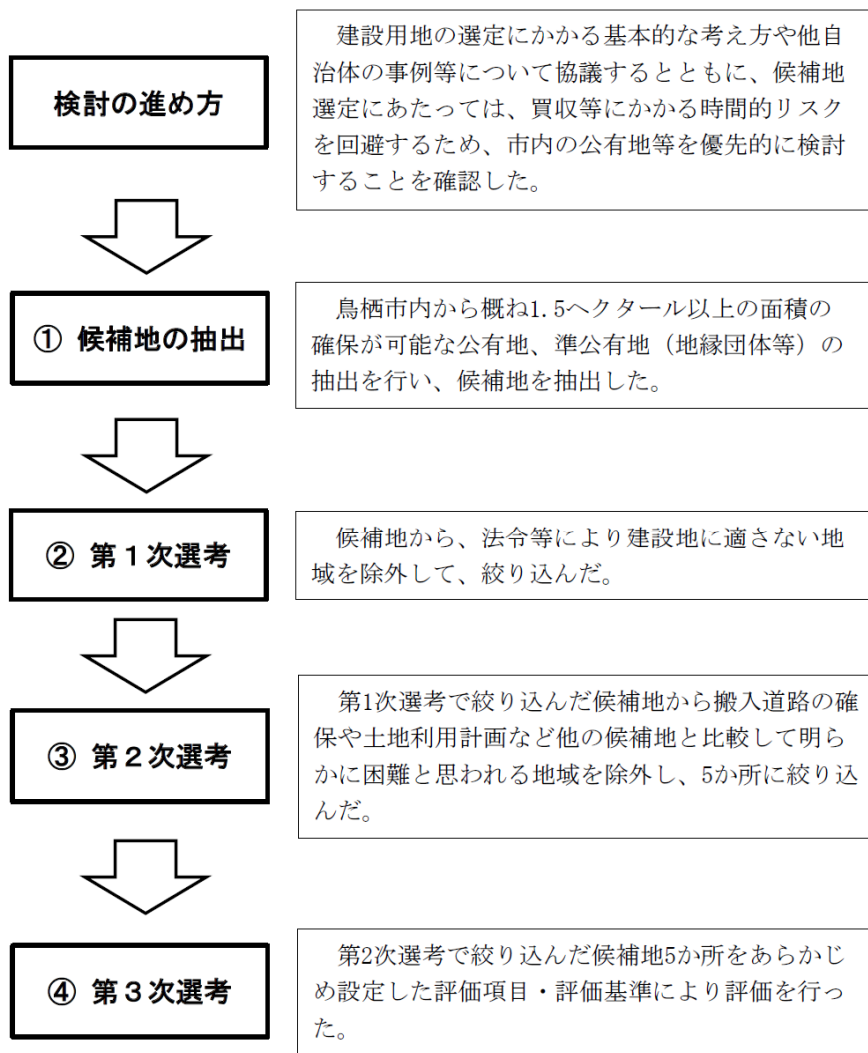 検討の進め方
建設用地の選定にかかる基本的な考え方や他自
治体の事例等について協議するとともに、候補地
選定にあたっては、買収等にかかる時間的リスク
を回避するため、市内の公有地等を優先的に検討
することを確認した。
① 候補地の抽出
鳥栖市内から概ね1.5ヘクタール以上の面積の
確保が可能な公有地、準公有地（地縁団体等）の
抽出を行い、候補地を抽出した。
② 第１次選考
候補地から、法令等により建設地に適さない地
域を除外して、絞り込んだ。
③ 第２次選考
第1次選考で絞り込んだ候補地から搬入道路の確
保や土地利用計画など他の候補地と比較して明ら
かに困難と思われる地域を除外し、5か所に絞り込
んだ。
④ 第３次選考
第2次選考で絞り込んだ候補地5か所をあらかじ
め設定した評価項目・評価基準により評価を行っ
た。